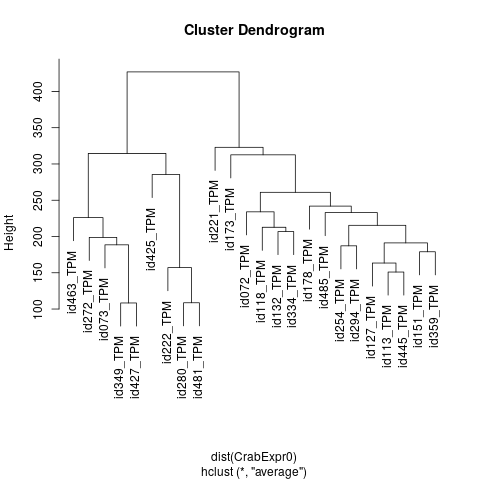 Cluster Dendrogram
Height
400
350
300
250
200
150
100
id463_TPM
id272_TPM
id073_TPM
id349_TPM
id427_TPM
id425_TPM
id222_TPM
id280_TPM
id481_TPM
id221_TPM
id173_TPM
id072_TPM
id118_TPM
id132_TPM
id334_TPM
id178_TPM
id485_TPM
id254_TPM
id294_TPM
id127_TPM
id113_TPM
id445_TPM
id151_TPM
id359_TPM
dist(CrabExpr0)
hclust (*, "average")